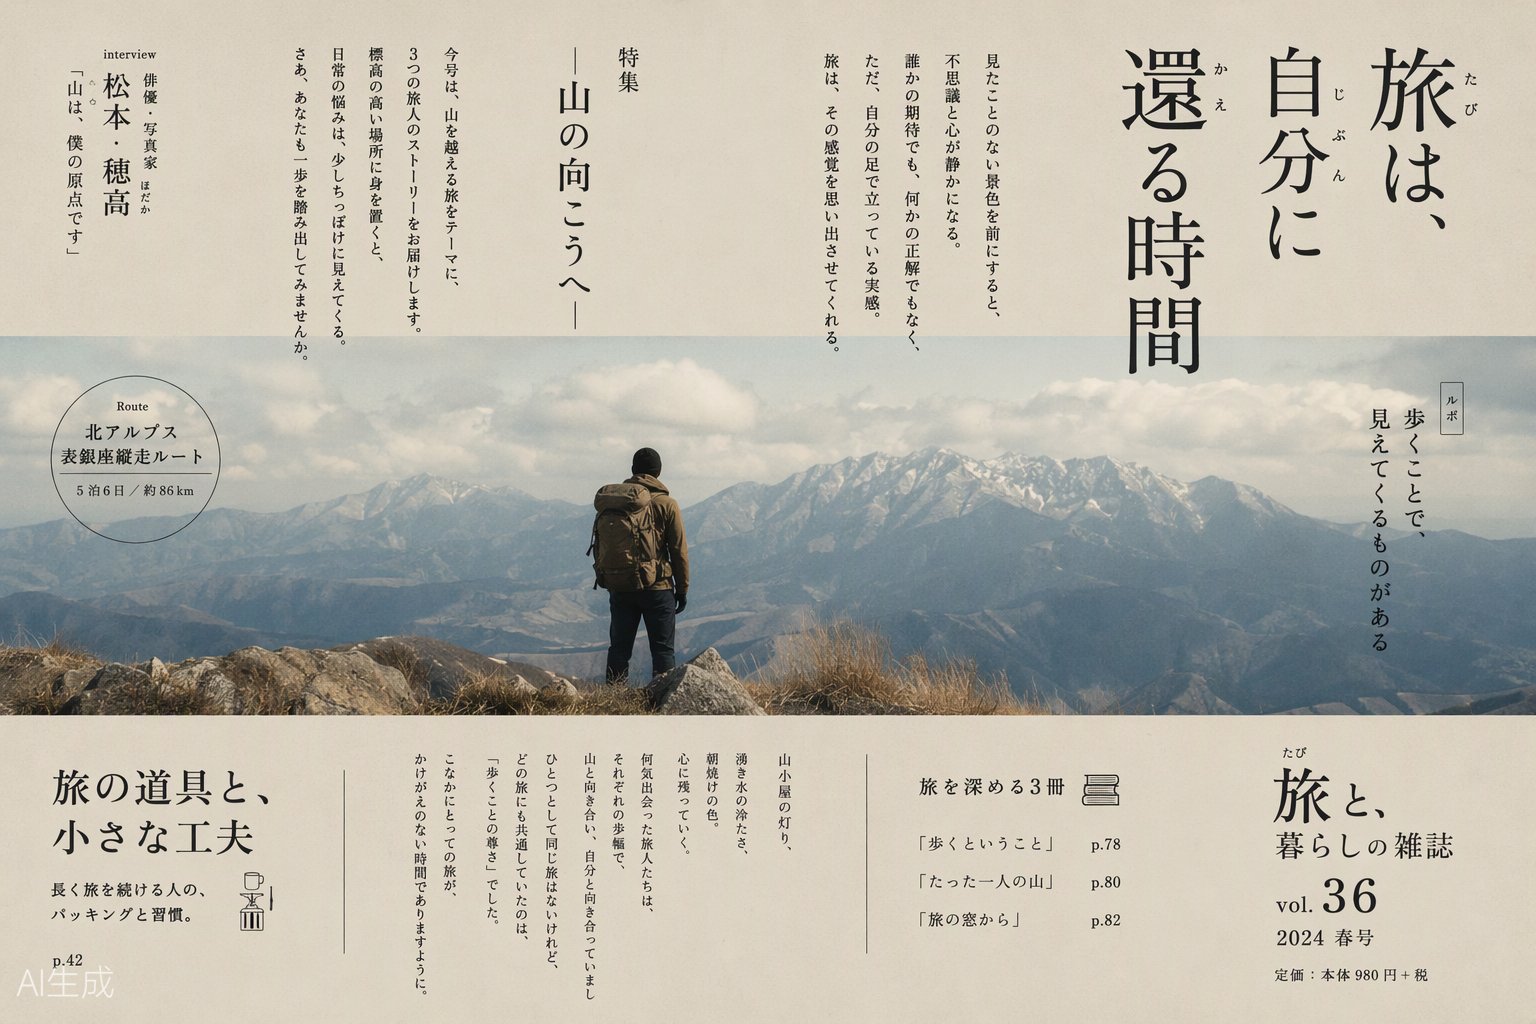 旅は、
たび
自分に
じぶん
還る時間
かえ
見たことのない景色を前にすると、
不思議と心が静かになる。
誰かの期待でも、何かの正解でもなく、
ただ、自分の足で立っている実感。
旅は、その感覚を思い出させてくれる。
特集
―山の向こうへ―
今号は、山を越える旅をテーマに、
3つの旅人のストーリーをお届けします。
標高の高い場所に身を置くと、
日常の悩みは、少しちっぽけに見えてくる。
さあ、あなたも一歩を踏み出してみませんか。
interview
俳優・写真家
ほだか
松本・穂高
「山は、僕の原点です」
ルポ
歩くことで、
見えてくるものがある
Route
北アルプス
表銀座縦走ルート
5泊6日／約86km
たび
旅と、
暮らしの雑誌
vol. 36
2024 春号
定価：本体980円＋税
旅を深める3冊
「歩くということ」 p.78
「たった一人の山」 p.80
「旅の窓から」 p.82
山小屋の灯り、
湧き水の冷たさ、
朝焼けの色。
心に残っていく。
何気出会った旅人たちは、
それぞれの歩幅で、
山と向き合い、自分と向き合っていまし
ひとつとして同じ旅はないけれど、
どの旅にも共通していたのは、
「歩くことの尊さ」でした。
こなかにとっての旅が、
かけがえのない時間でありますように。
旅の道具と、
小さな工夫
長く旅を続ける人の、
パッキングと習慣。
p.42
AI生成